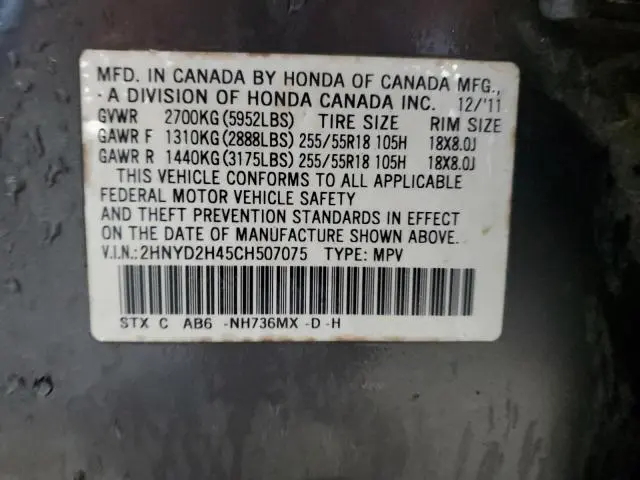 MFD. IN CANADA BY HONDA OF CANADA MFG.,
- A DIVISION OF HONDA CANADA INC. 12/'11
GVWR 2700KG(5952LBS) TIRE SIZE RIM SIZE
GAWR F 1310KG(2888LBS) 255/55R18 105H 18X8.0J
GAWR R 1440KG(3175LBS) 255/55R18 105H 18X8.0J
THIS VEHICLE CONFORMS TO ALL APPLICABLE
FEDERAL MOTOR VEHICLE SAFETY
AND THEFT PREVENTION STANDARDS IN EFFECT
ON THE DATE OF MANUFACTURE SHOWN ABOVE.
V.I.N.:2HNYD2H45CH507075 TYPE: MPV
STX C AB6 -NH736MX -D -H